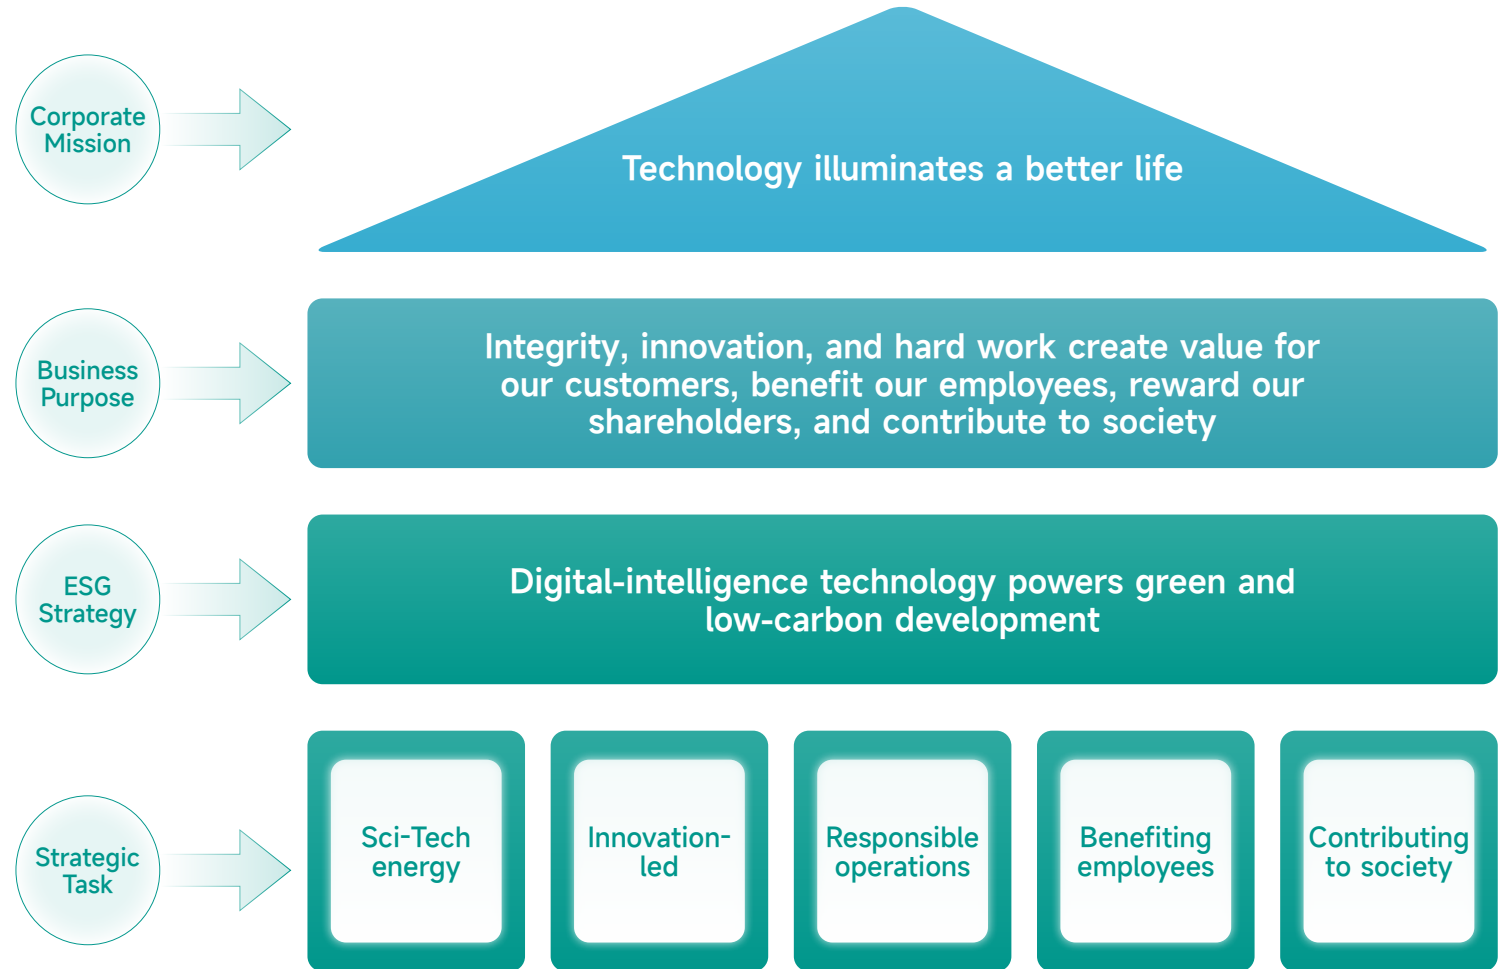 Corporate
Mission
Technology illuminates a better life
Business
Purpose
Integrity, innovation, and hard work create value for
our customers, benefit our employees, reward our
shareholders, and contribute to society
ESG
Strategy
Digital-intelligence technology powers green and
low-carbon development
Strategic
Task
Sci-Tech
energy
Innovation-
led
Responsible
operations
Benefiting
employees
Contributing
to society